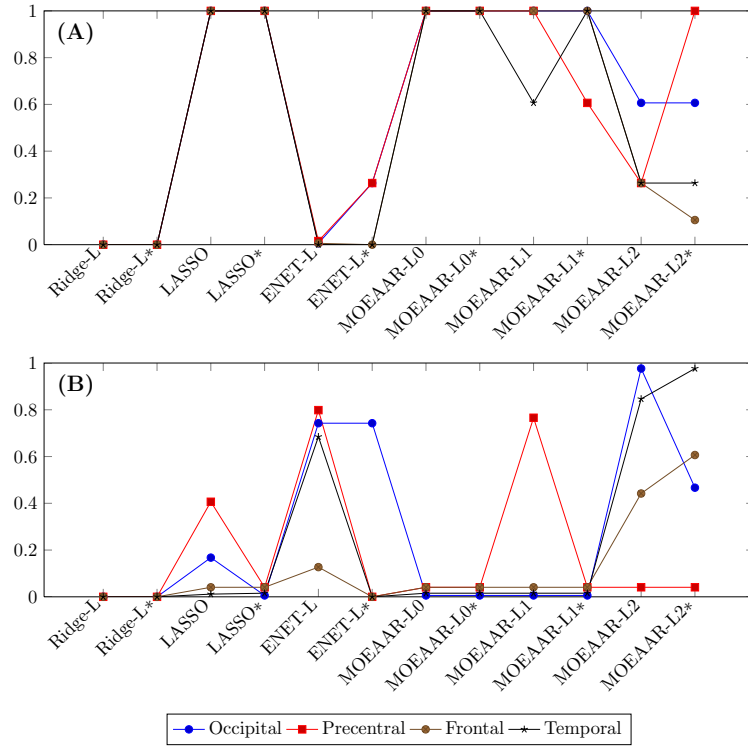 1
(A)
0.8
0.6
0.4
0.2
0
Ridge-L Ridge-L* LASSO LASSO* ENET-L ENET-L* MOEAAR-L0 MOEAAR-L0* MOEAAR-L1 MOEAAR-L1* MOEAAR-L2 MOEAAR-L2*
1
(B)
0.8
0.6
0.4
0.2
0
Ridge-L Ridge-L* LASSO LASSO* ENET-L ENET-L* MOEAAR-L0 MOEAAR-L0* MOEAAR-L1 MOEAAR-L1* MOEAAR-L2 MOEAAR-L2*
Occipital Precentral Frontal Temporal